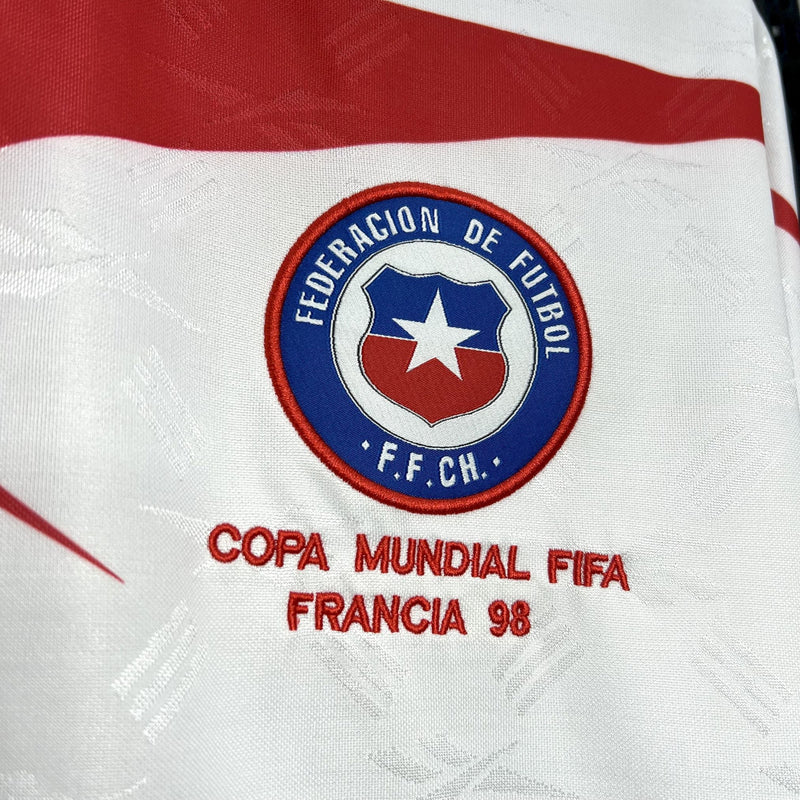 FEDERACION DE FUTBOL
· F.F.CH. ·
COPA MUNDIAL FIFA
FRANCIA 98